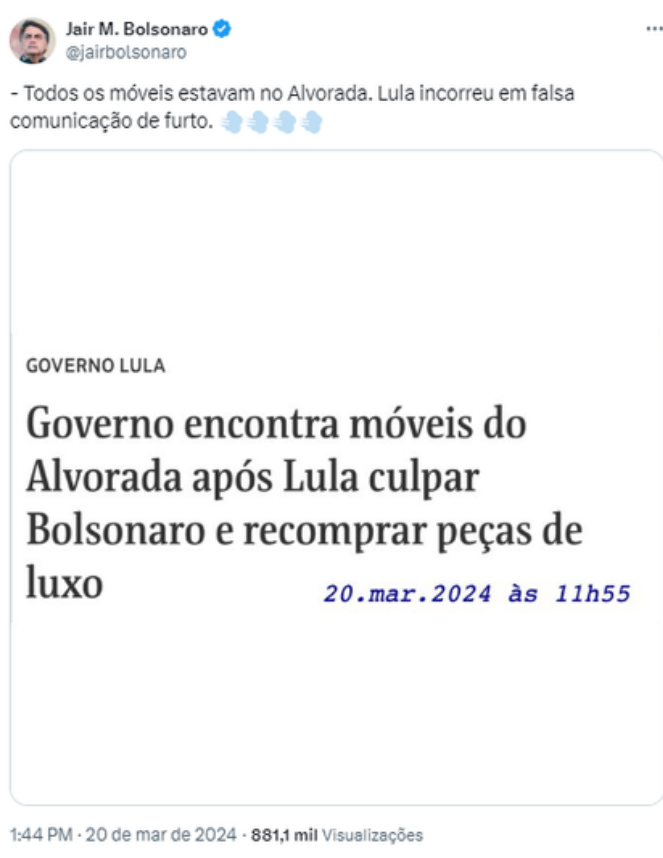 Jair M. Bolsonaro
@jairbolsonaro
- Todos os móveis estavam no Alvorada. Lula incorreu em falsa
comunicação de furto. 💨💨💨💨
GOVERNO LULA
Governo encontra móveis do
Alvorada após Lula culpar
Bolsonaro e recomprar peças de
luxo
20.mar.2024 às 11h55
1:44 PM · 20 de mar de 2024 · 881,1 mil Visualizações